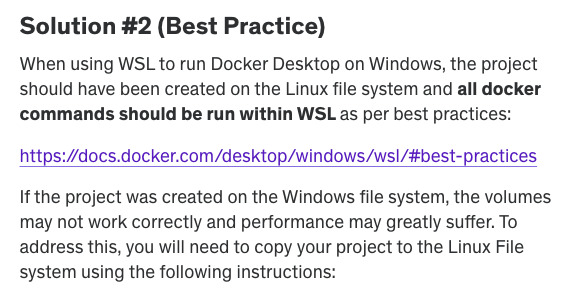 Solution #2 (Best Practice)
When using WSL to run Docker Desktop on Windows, the project
should have been created on the Linux file system and all docker
commands should be run within WSL as per best practices:
https://docs.docker.com/desktop/windows/wsl/#best-practices
If the project was created on the Windows file system, the volumes
may not work correctly and performance may greatly suffer. To
address this, you will need to copy your project to the Linux File
system using the following instructions: